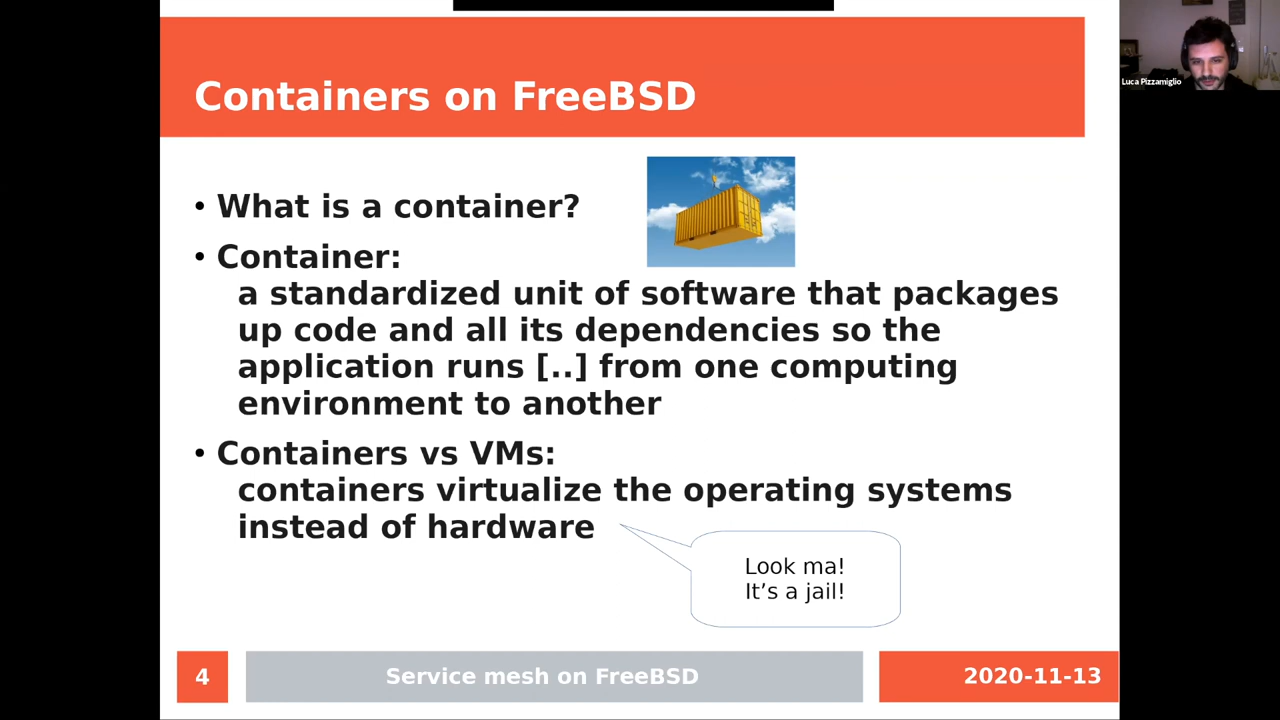 Containers on FreeBSD
Luca Pizzamiglio
• What is a container?
• Container:
a standardized unit of software that packages
up code and all its dependencies so the
application runs [..] from one computing
environment to another
• Containers vs VMs:
containers virtualize the operating systems
instead of hardware
Look ma!
It’s a jail!
4
Service mesh on FreeBSD
2020-11-13